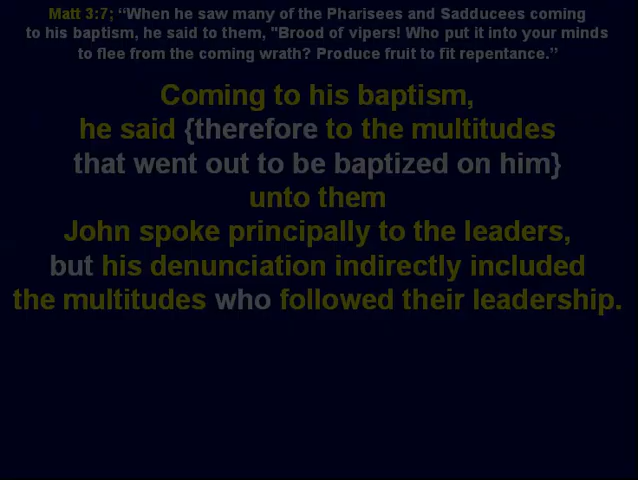 Matt 3:7; “When he saw many of the Pharisees and Sadducees coming
to his baptism, he said to them, "Brood of vipers! Who put it into your minds
to flee from the coming wrath? Produce fruit to fit repentance.”
Coming to his baptism,
he said {therefore to the multitudes
that went out to be baptized on him}
unto them
John spoke principally to the leaders,
but his denunciation indirectly included
the multitudes who followed their leadership.